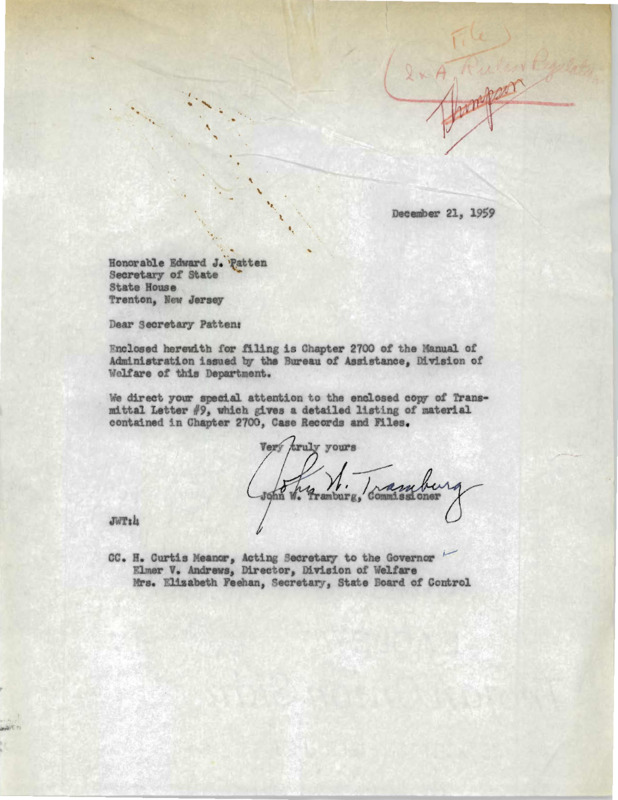 File
I & A Rules & Regulations
Thompson
December 21, 1959
Honorable Edward J. Patten
Secretary of State
State House
Trenton, New Jersey
Dear Secretary Patten:
Enclosed herewith for filing is Chapter 2700 of the Manual of
Administration issued by the Bureau of Assistance, Division of
Welfare of this Department.
We direct your special attention to the enclosed copy of Trans-
mittal Letter #9, which gives a detailed listing of material
contained in Chapter 2700, Case Records and Files.
Very truly yours
John W. Tramburg
John W. Tramburg, Commissioner
JWT:4
CC. H. Curtis Meanor, Acting Secretary to the Governor
Elmer V. Andrews, Director, Division of Welfare
Mrs. Elizabeth Feehan, Secretary, State Board of Control